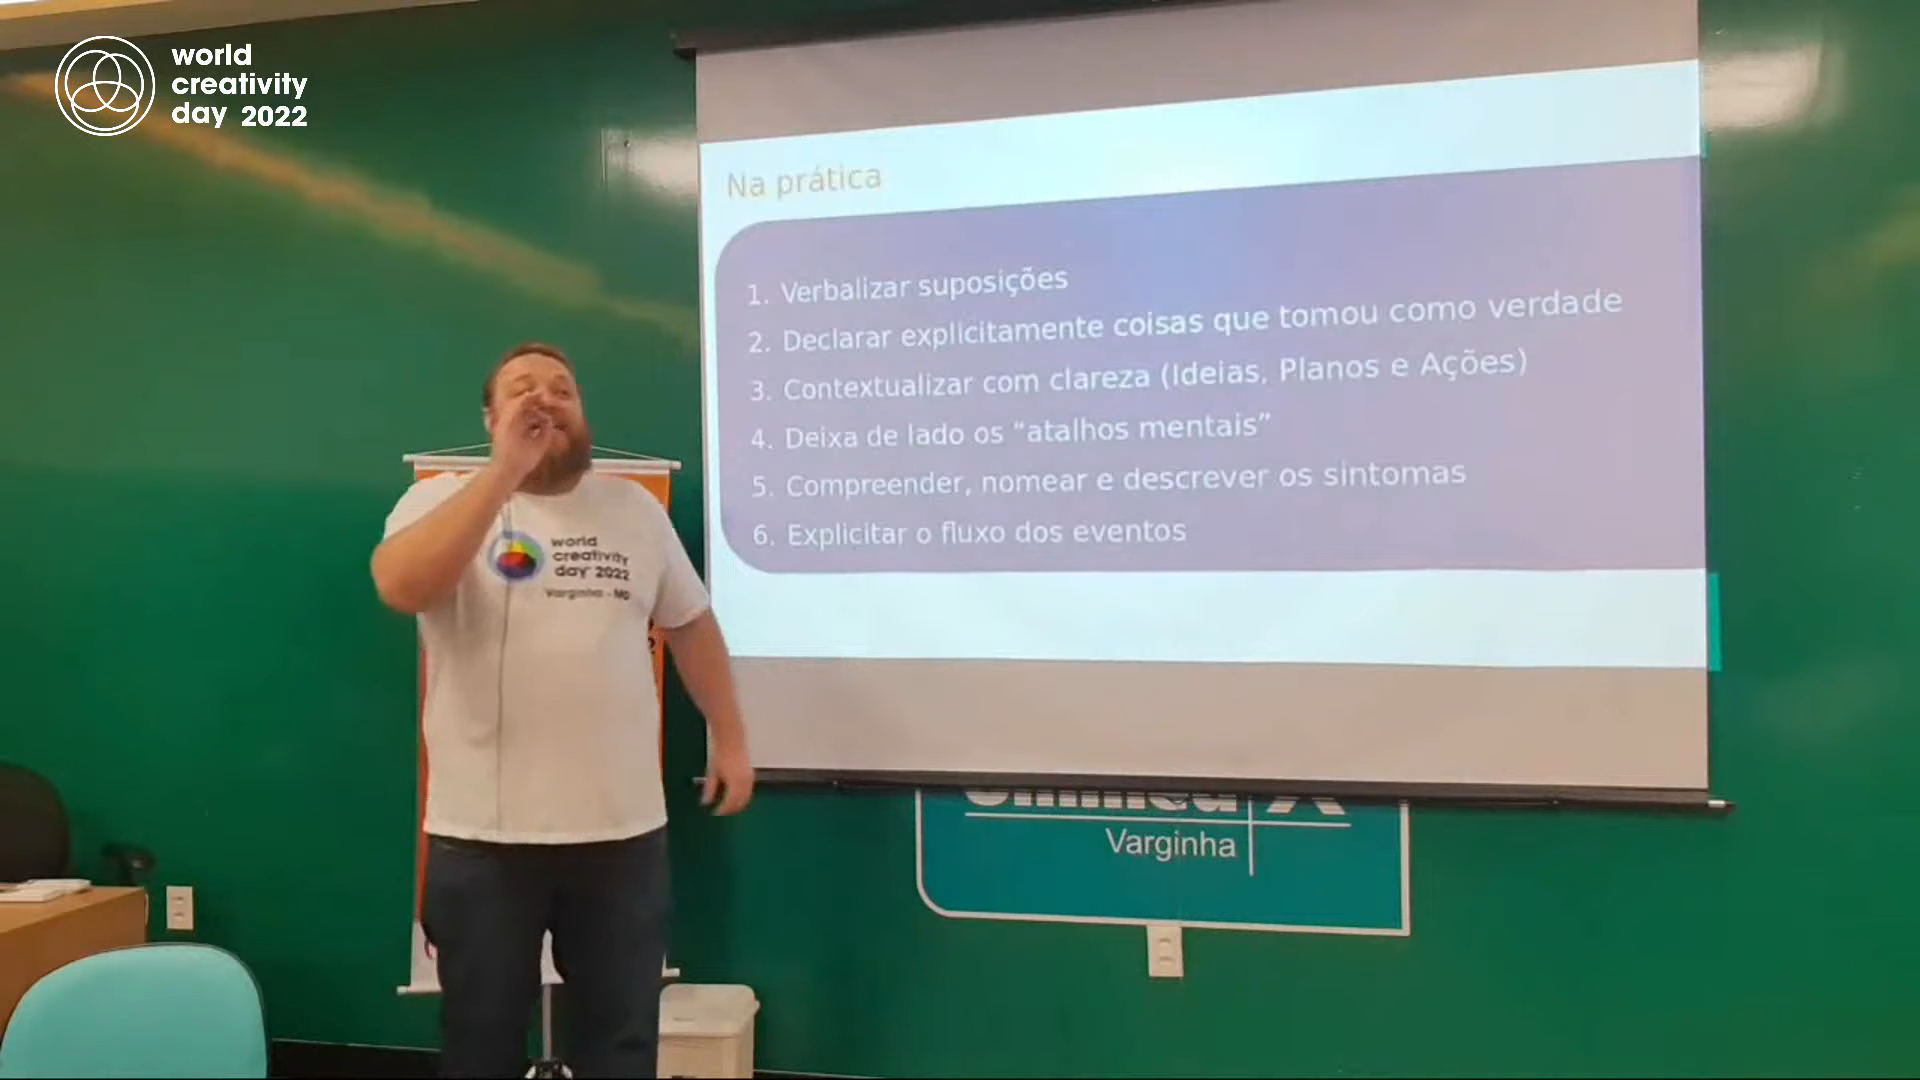 world
creativity
day 2022
Na prática
1. Verbalizar suposições
2. Declarar explicitamente coisas que tomou como verdade
3. Contextualizar com clareza (Ideias, Planos e Ações)
4. Deixa de lado os “atalhos mentais”
5. Compreender, nomear e descrever os sintomas
6. Explicitar o fluxo dos eventos
world
creativity
day 2022
Varginha - MG
Varginha